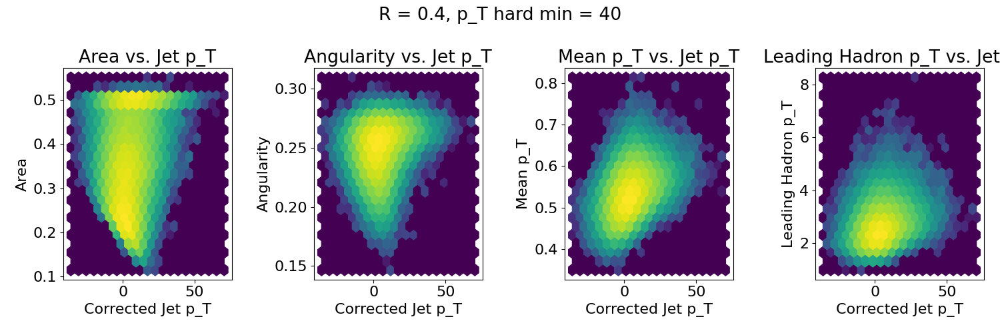 R = 0.4, p_T hard min = 40
Area vs. Jet p_T
Angularity vs. Jet p_T
Mean p_T vs. Jet p_T
Leading Hadron p_T vs. Jet
Area
0.5
0.4
0.3
0.2
0.1
0
50
Corrected Jet p_T
Angularity
0.30
0.25
0.20
0.15
0
50
Corrected Jet p_T
Mean p_T
0.8
0.7
0.6
0.5
0.4
0
50
Corrected Jet p_T
Leading Hadron p_T
8
6
4
2
0
50
Corrected Jet p_T